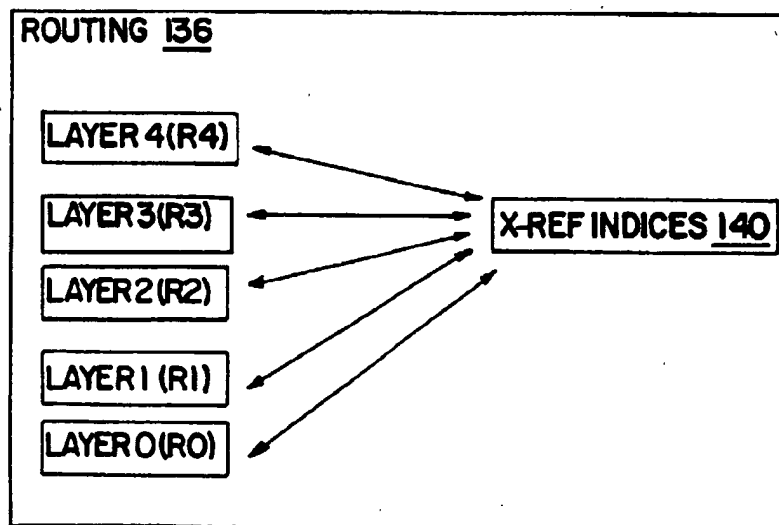 ROUTING 136
LAYER 4(R4)
LAYER 3(R3)
X-REF INDICES 140
LAYER 2(R2)
LAYER 1(R1)
LAYER 0(R0)